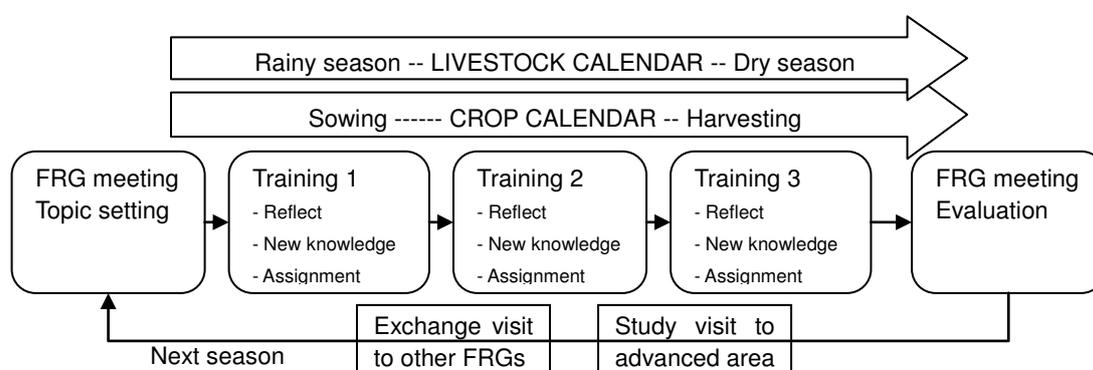 Rainy season -- LIVESTOCK CALENDAR -- Dry season
Sowing ------ CROP CALENDAR -- Harvesting
FRG meeting
Topic setting
Training 1
- Reflect
- New knowledge
- Assignment
Training 2
- Reflect
- New knowledge
- Assignment
Training 3
- Reflect
- New knowledge
- Assignment
FRG meeting
Evaluation
Exchange visit
to other FRGs
Study visit to
advanced area
Next season